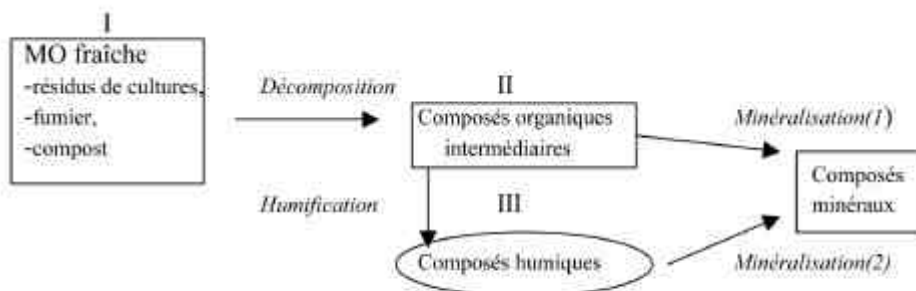 I
MO fraîche
-résidus de cultures,
-fumier,
-compost
Décomposition
II
Composés organiques
intermédiaires
Minéralisation(1)
Composés
minéraux
Humification
III
Composés humiques
Minéralisation(2)